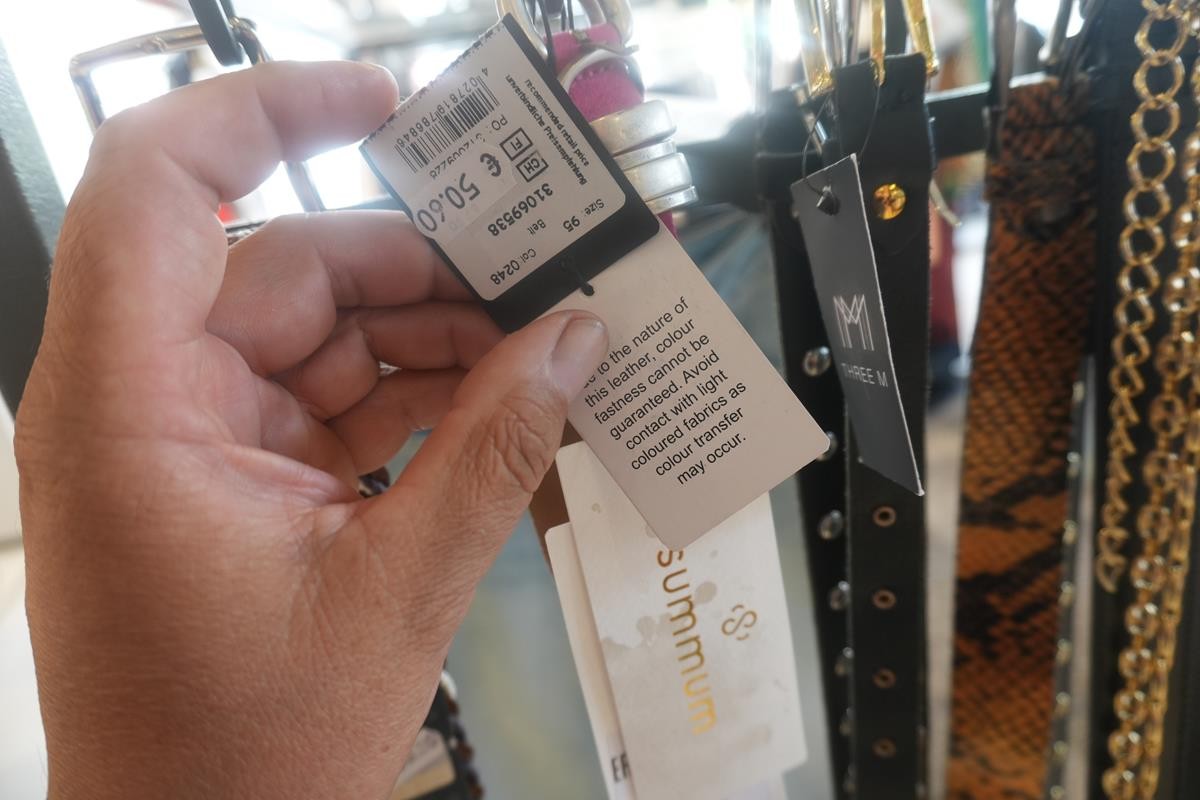 recommended retail price
unverbindliche Preisempfehlung
FI
CH
€ 50.60
31069538
Size: 95
Belt
Col: 0248
to the nature of
this leather, colour
fastness cannot be
guaranteed. Avoid
contact with light
coloured fabrics as
colour transfer
may occur.
summum
THREE M